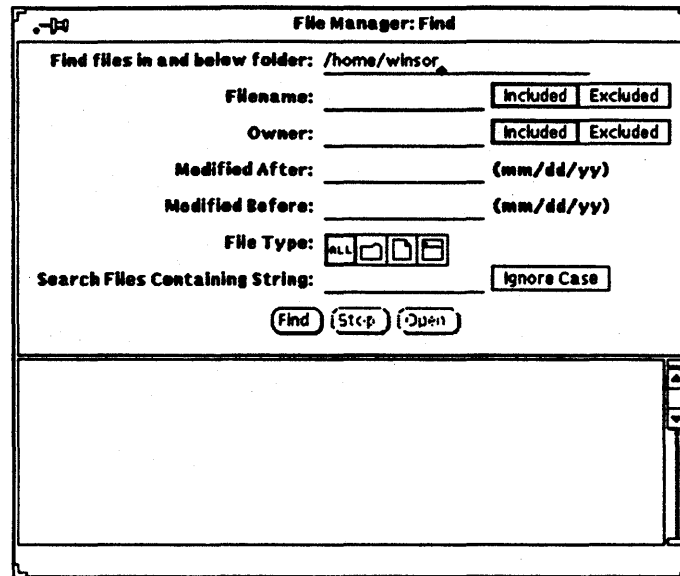 File Manager: Find
Find files in and below folder: /home/winsor
Filename: Included Excluded
Owner: Included Excluded
Modified After: (mm/dd/yy)
Modified Before: (mm/dd/yy)
File Type: ALL
Search Files Containing String: Ignore Case
Find Stop Open